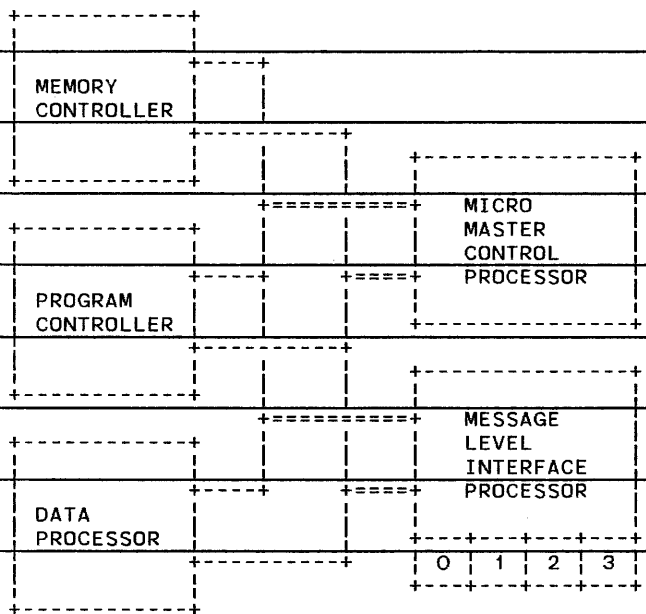 MEMORY
CONTROLLER
MICRO
MASTER
CONTROL
PROCESSOR
PROGRAM
CONTROLLER
MESSAGE
LEVEL
INTERFACE
PROCESSOR
DATA
PROCESSOR
0 1 2 3